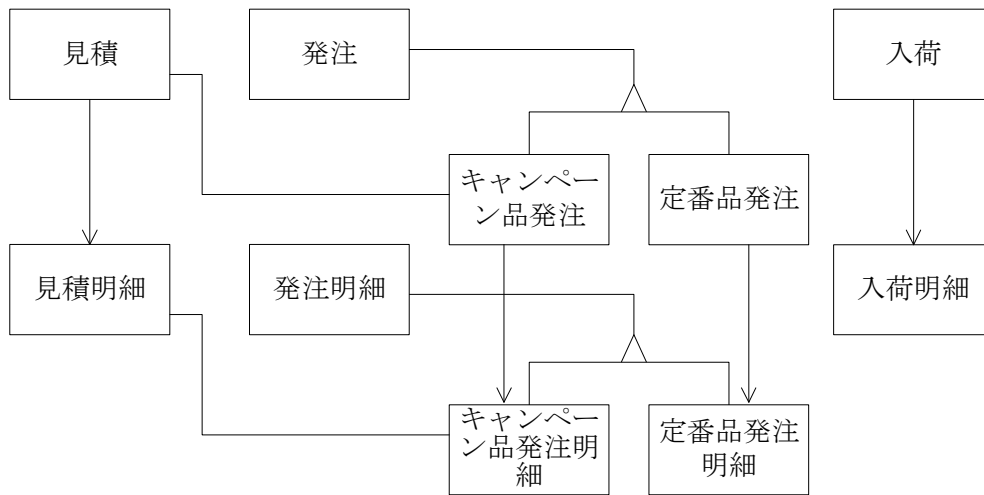 見積
発注
入荷
キャンペー
ン品発注
定番品発注
見積明細
発注明細
入荷明細
キャンペー
ン品発注明
細
定番品発注
明細